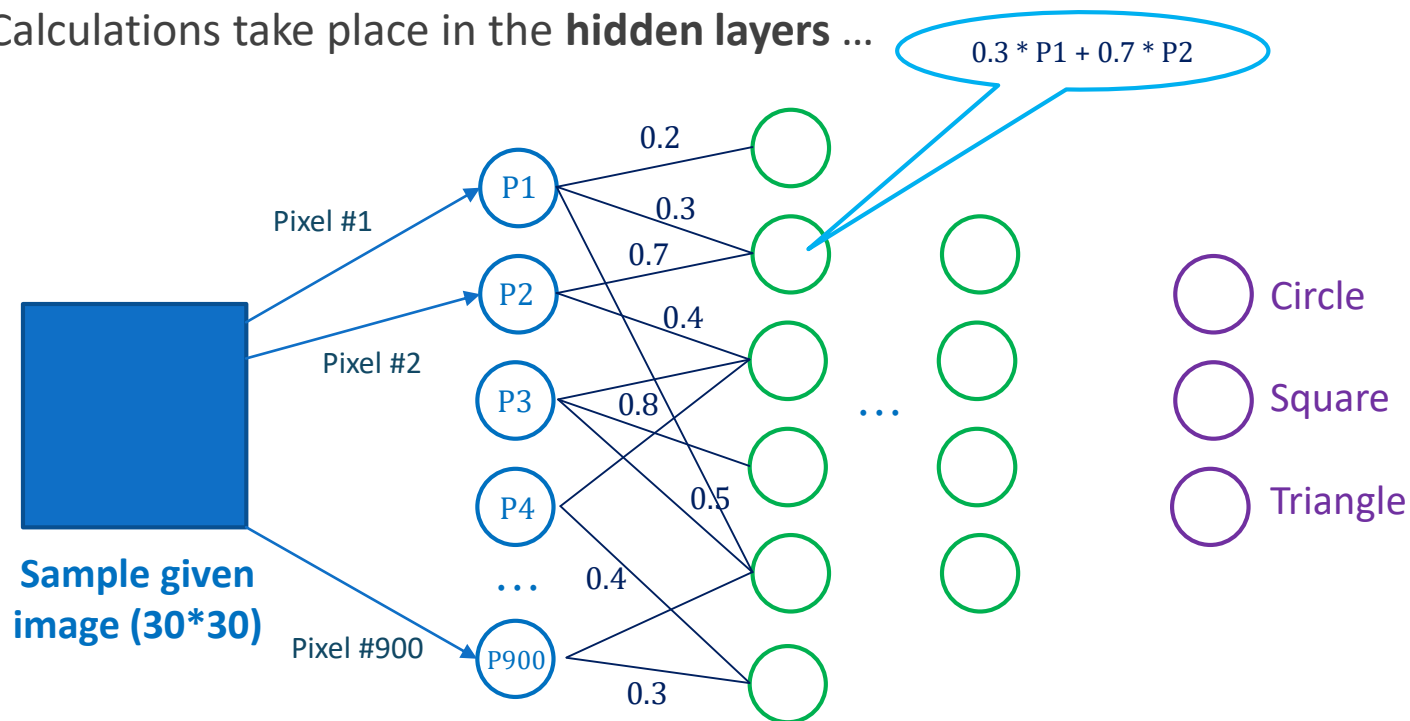 Calculations take place in the hidden layers ...
0.3 * P1 + 0.7 * P2
0.2
P1
0.3
Pixel #1
0.7
P2
0.4
Circle
Pixel #2
P3
0.8
...
Square
P4
0.5
Triangle
Sample given
image (30*30)
...
0.4
Pixel #900
P900
0.3